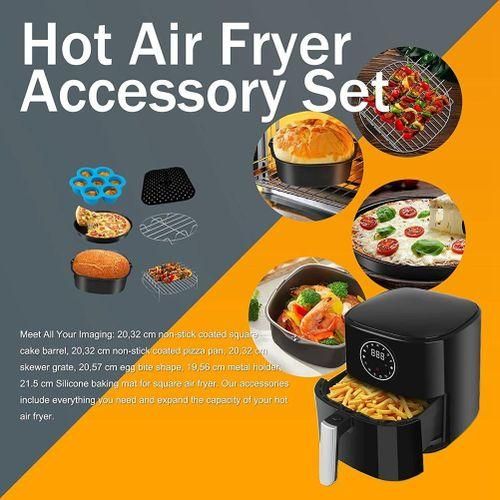 Hot Air Fryer
Accessory Set
Meet All Your Imaging: 20,32 cm non-stick coated square
cake barrel, 20,32 cm non-stick coated pizza pan, 20,32 cm
skewer grate, 20,57 cm egg bite shape, 19,56 cm metal holder,
21.5 cm Silicone baking mat for square air fryer. Our accessories
include everything you need and expand the capacity of your hot
air fryer.
888